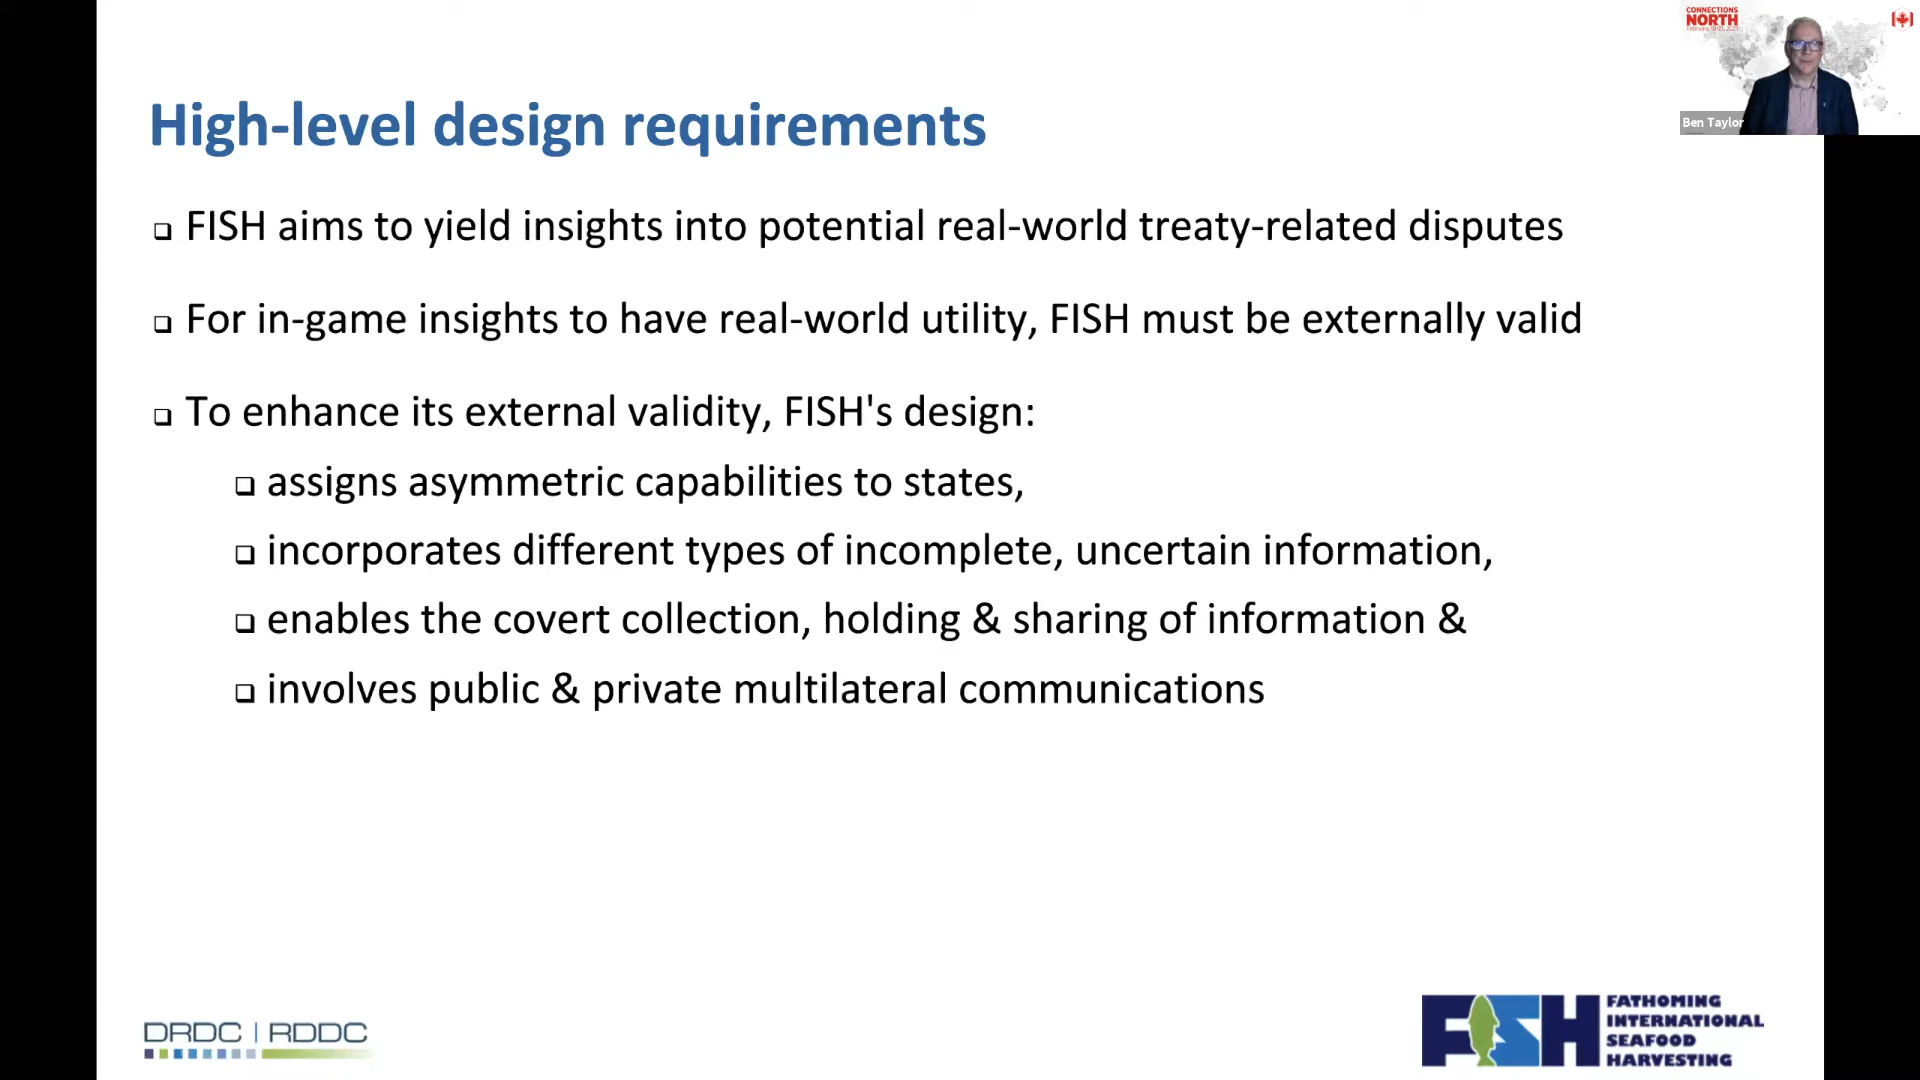 CONNECTIONS
NORTH
Ben Taylor
High-level design requirements
FISH aims to yield insights into potential real-world treaty-related disputes
For in-game insights to have real-world utility, FISH must be externally valid
To enhance its external validity, FISH's design:
assigns asymmetric capabilities to states,
incorporates different types of incomplete, uncertain information,
enables the covert collection, holding & sharing of information &
involves public & private multilateral communications
DRDC | RDDC
FISH
FATHOMING
INTERNATIONAL
SEAFOOD
HARVESTING